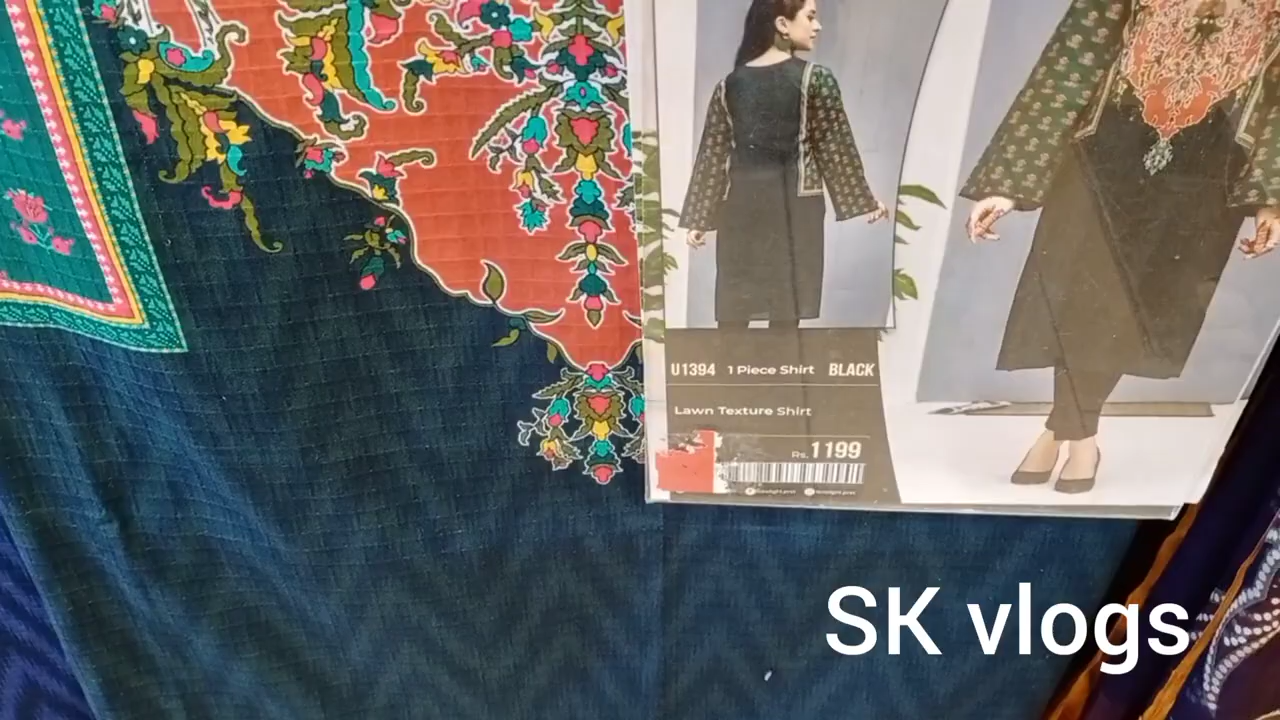 U1394 1 Piece Shirt BLACK
Lawn Texture Shirt
Rs. 1199
SK vlogs